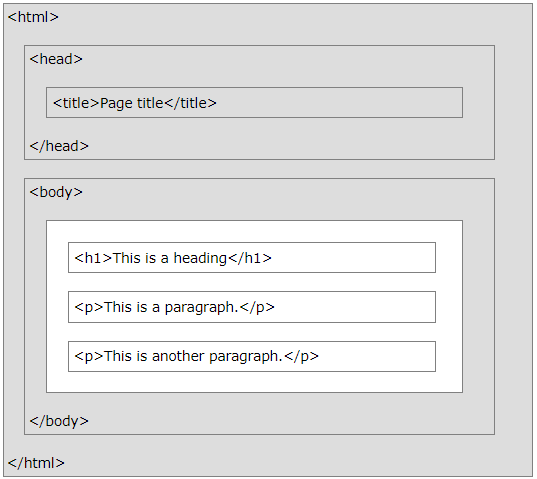 <html>
<head>
<title>Page title</title>
</head>
<body>
<h1>This is a heading</h1>
<p>This is a paragraph.</p>
<p>This is another paragraph.</p>
</body>
</html>